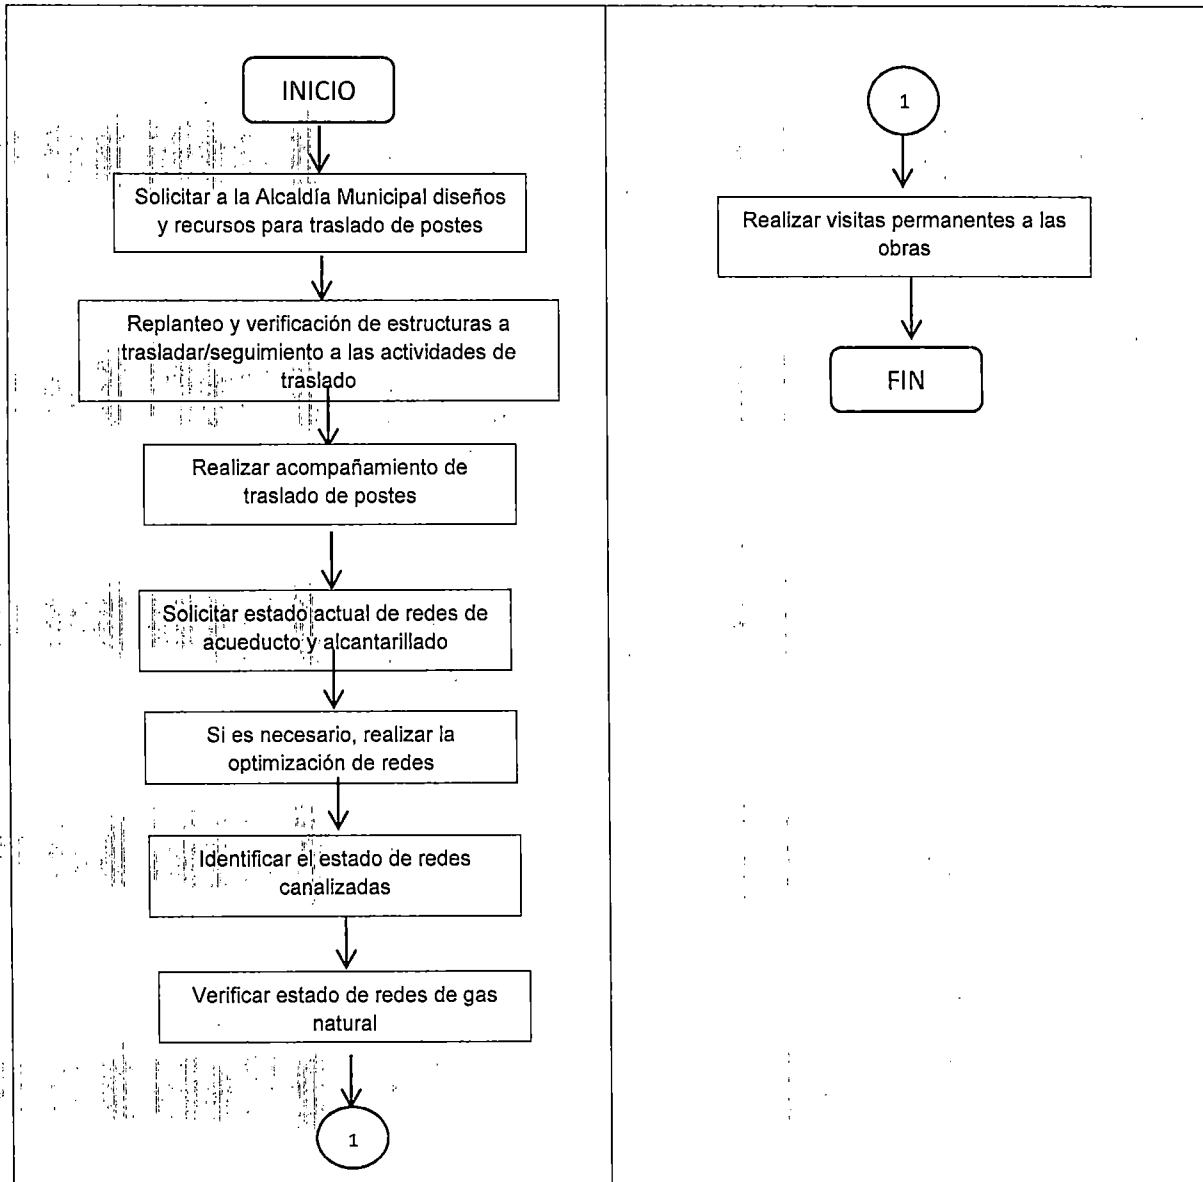 INICIO
Solicitar a la Alcaldía Municipal diseños
y recursos para traslado de postes
Replanteo y verificación de estructuras a
trasladar/seguimiento a las actividades de
traslado
Realizar acompañamiento de
traslado de postes
Solicitar estado actual de redes de
acueducto y alcantarillado
Si es necesario, realizar la
optimización de redes
Identificar el estado de redes
canalizadas
Verificar estado de redes de gas
natural
1
1
Realizar visitas permanentes a las
obras
FIN